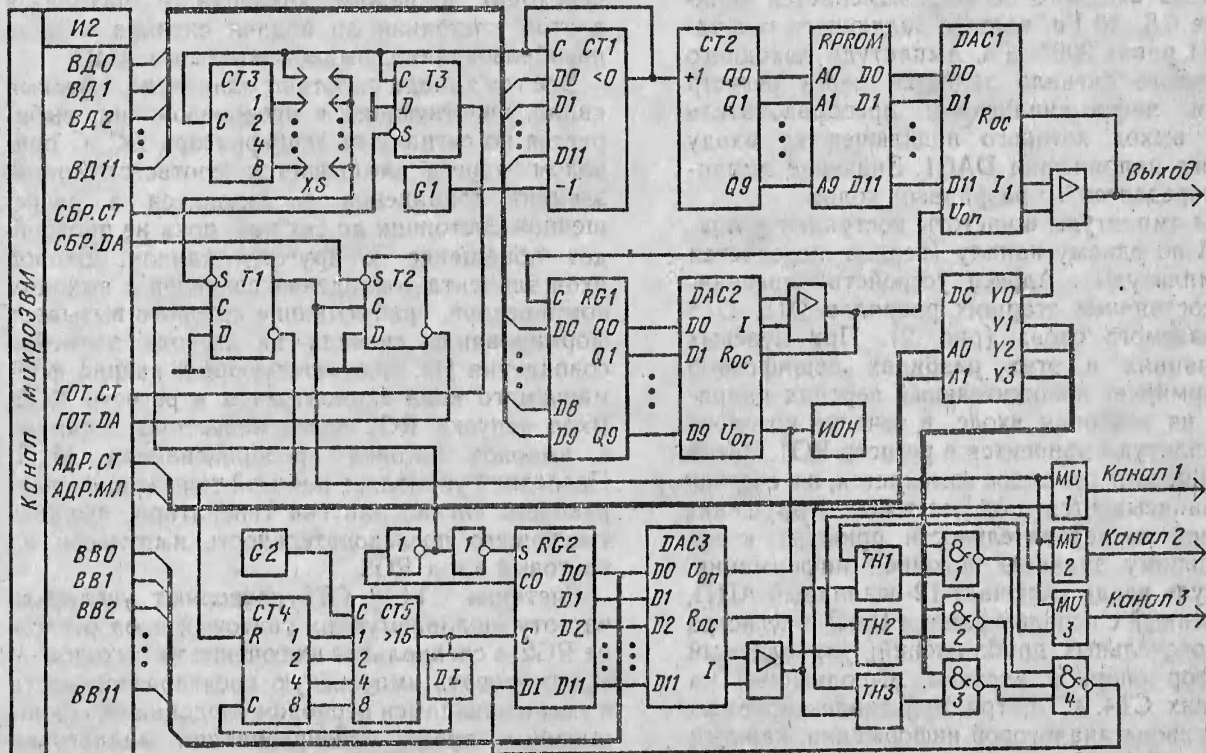 Канал микроЭВМ
И2
ВД0
ВД1
ВД2
ВД11
СБР.СТ
СБР.DA
ГОТ.СТ
ГОТ.DA
АДР.СТ
АДР.МП
ВВ0
ВВ1
ВВ2
ВВ11
CT3
C
1
2
4
8
XS
C T3
D
S
G1
C CT1
D0 <0
D1
D11
-1
CT2
+1 Q0
Q1
Q9
RPROM
A0 D0
A1 D1
A9 D11
DAC1
D0
D1
Roc
D11 I1
Uоп
Выход
S T1
C
D
S T2
C
D
C RG1
D0 Q0
Q1
D8
D9 Q9
DAC2
D0 I
D1 Roc
D9 Uоп
ИОН
DC Y0
Y1
A0 Y2
A1 Y3
G2
1
1
CT4
R 1
2
4
C 8
C CT5
1 >15
2
4
8
DL
S RG2
C0
D0
D1
C D2
DI D11
DAC3
D0 Uоп
D1
D2 Roc
D11 I
TH1
TH2
TH3
&
1
&
2
&
3
&
4
MU
1
MU
2
MU
3
Канал 1
Канал 2
Канал 3